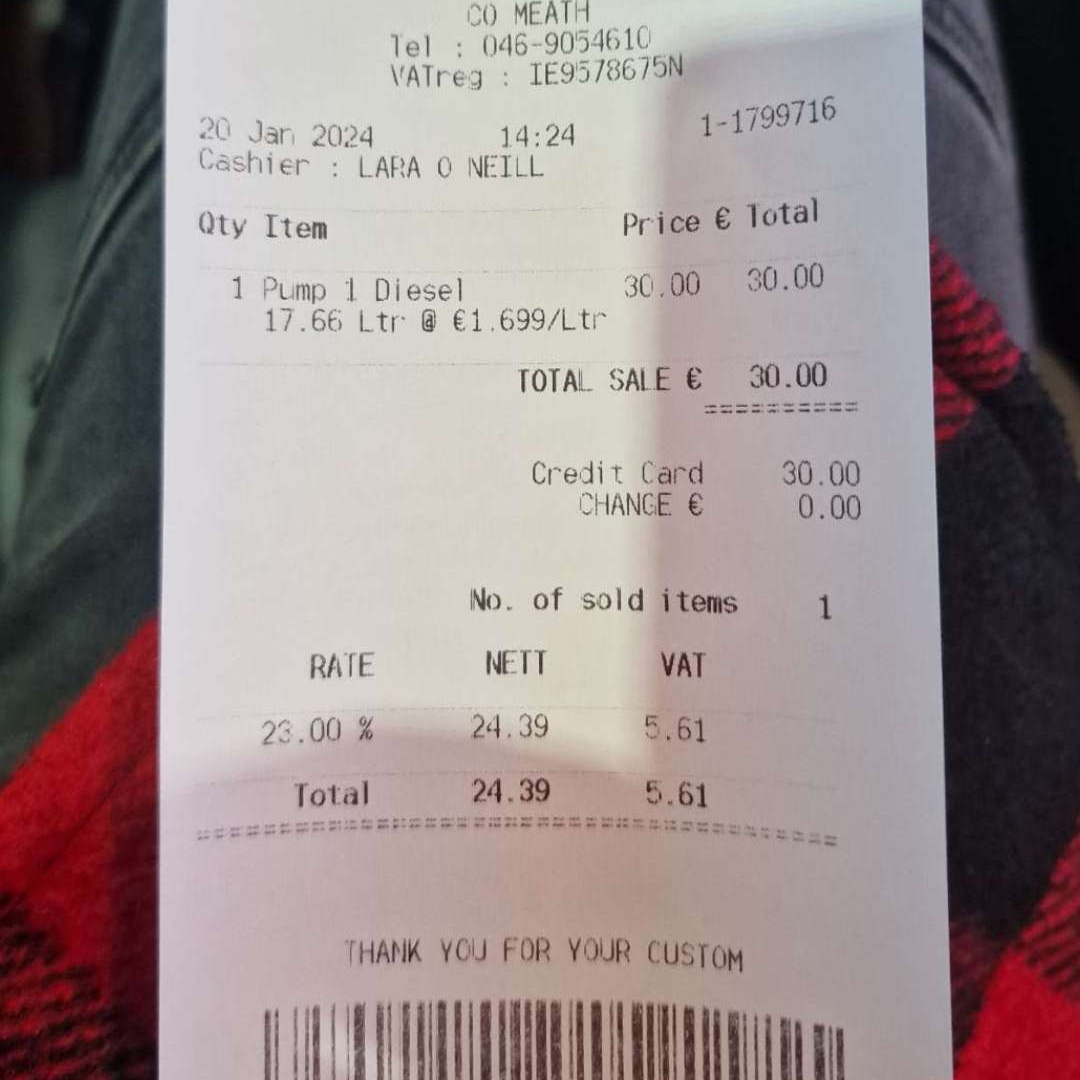 CO MEATH
Tel : 046-9054610
VATreg : IE9578675N
20 Jan 2024 14:24 1-1799716
Cashier : LARA O NEILL
Qty Item Price € Total
1 Pump 1 Diesel 30.00 30.00
17.66 Ltr @ €1.699/Ltr
TOTAL SALE € 30.00
==========
Credit Card 30.00
CHANGE € 0.00
No. of sold items 1
RATE NETT VAT
23.00 % 24.39 5.61
Total 24.39 5.61
========================================
THANK YOU FOR YOUR CUSTOM